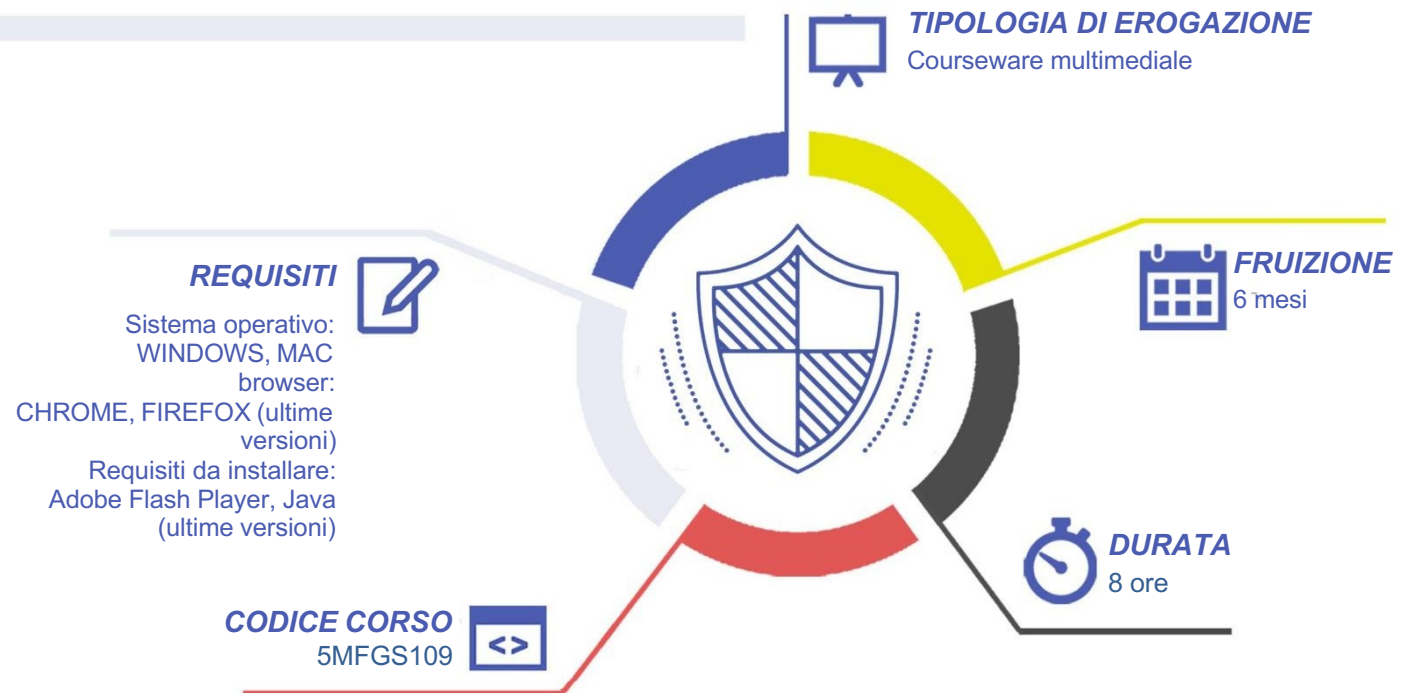 TIPOLOGIA DI EROGAZIONE
Courseware multimediale
FRUIZIONE
6 mesi
REQUISITI
Sistema operativo:
WINDOWS, MAC
browser:
CHROME, FIREFOX (ultime
versioni)
Requisiti da installare:
Adobe Flash Player, Java
(ultime versioni)
DURATA
8 ore
CODICE CORSO
5MFGS109